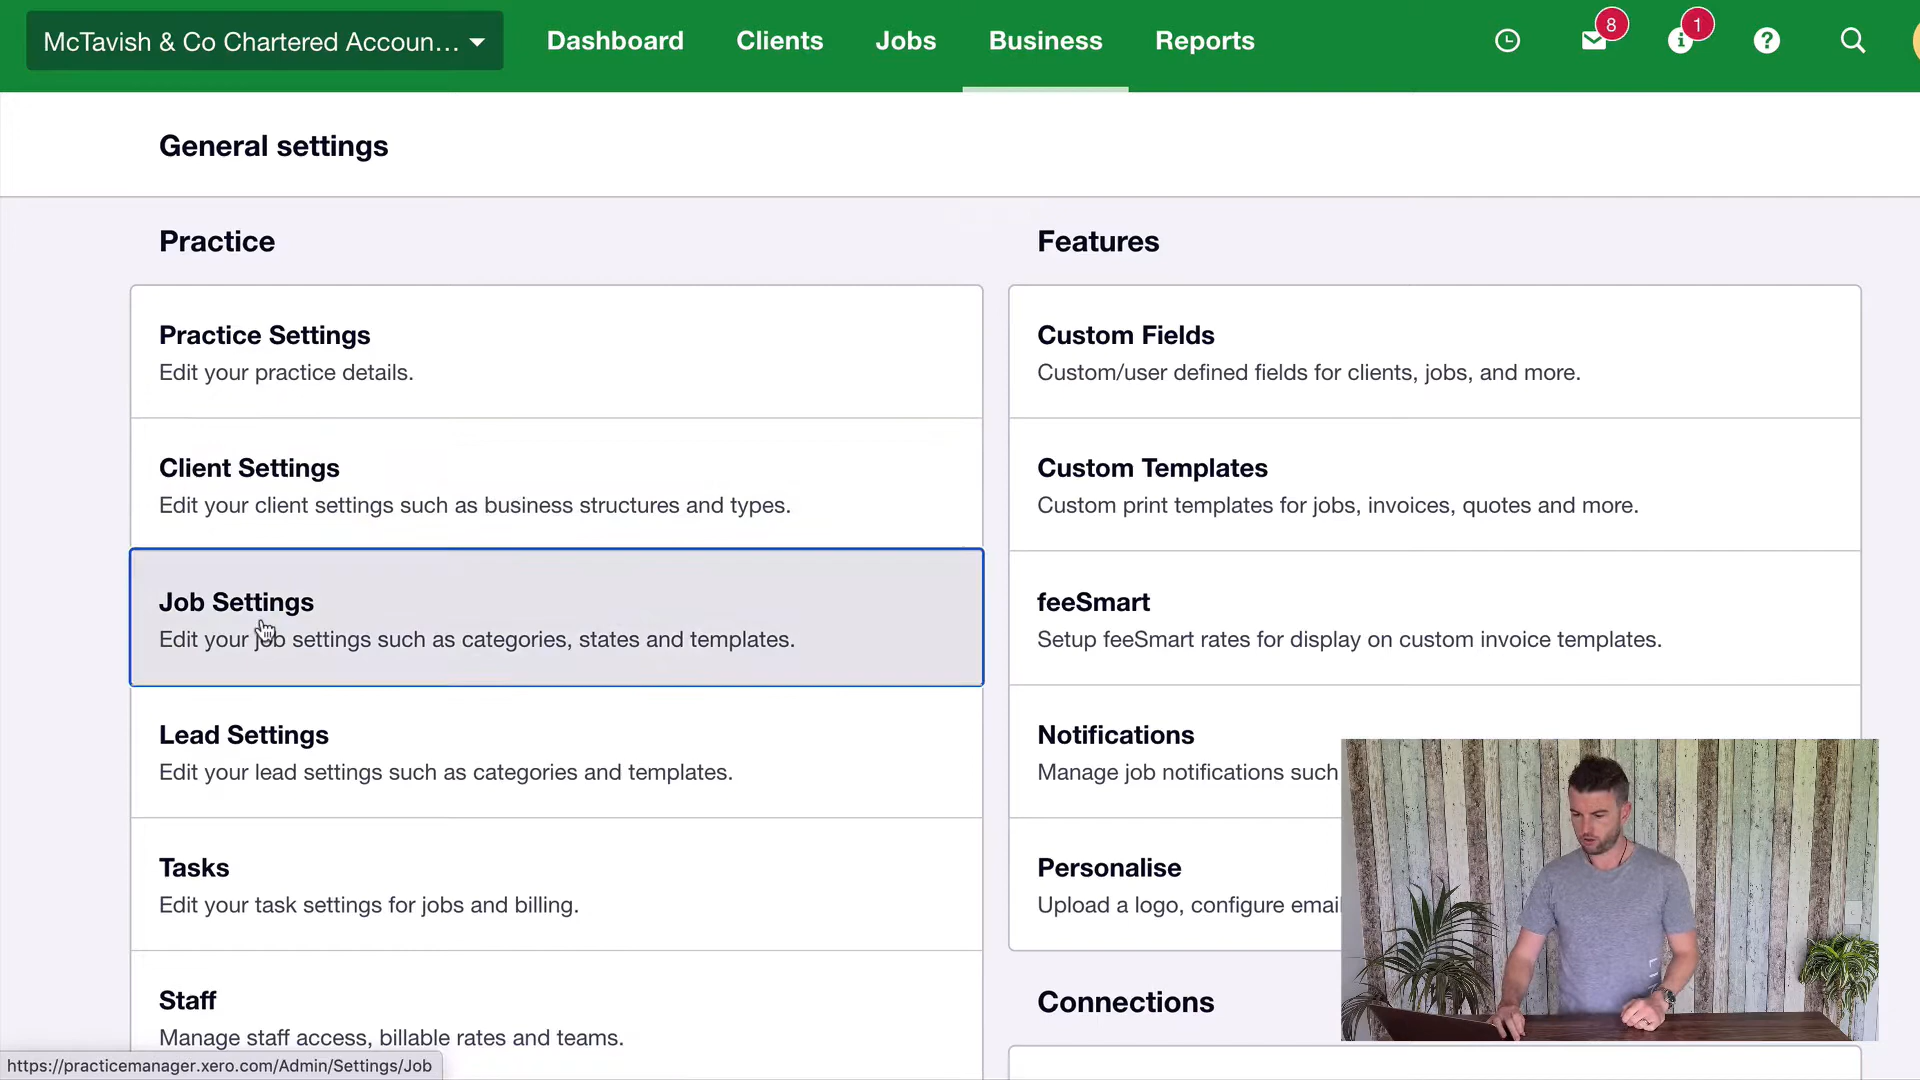 McTavish & Co Chartered Accoun...
Dashboard
Clients
Jobs
Business
Reports
8
1
General settings
Practice
Practice Settings
Edit your practice details.
Client Settings
Edit your client settings such as business structures and types.
Job Settings
Edit your job settings such as categories, states and templates.
Lead Settings
Edit your lead settings such as categories and templates.
Tasks
Edit your task settings for jobs and billing.
Staff
Manage staff access, billable rates and teams.
Features
Custom Fields
Custom/user defined fields for clients, jobs, and more.
Custom Templates
Custom print templates for jobs, invoices, quotes and more.
feeSmart
Setup feeSmart rates for display on custom invoice templates.
Notifications
Manage job notifications such
Personalise
Upload a logo, configure emai
Connections
https://practicemanager.xero.com/Admin/Settings/Job